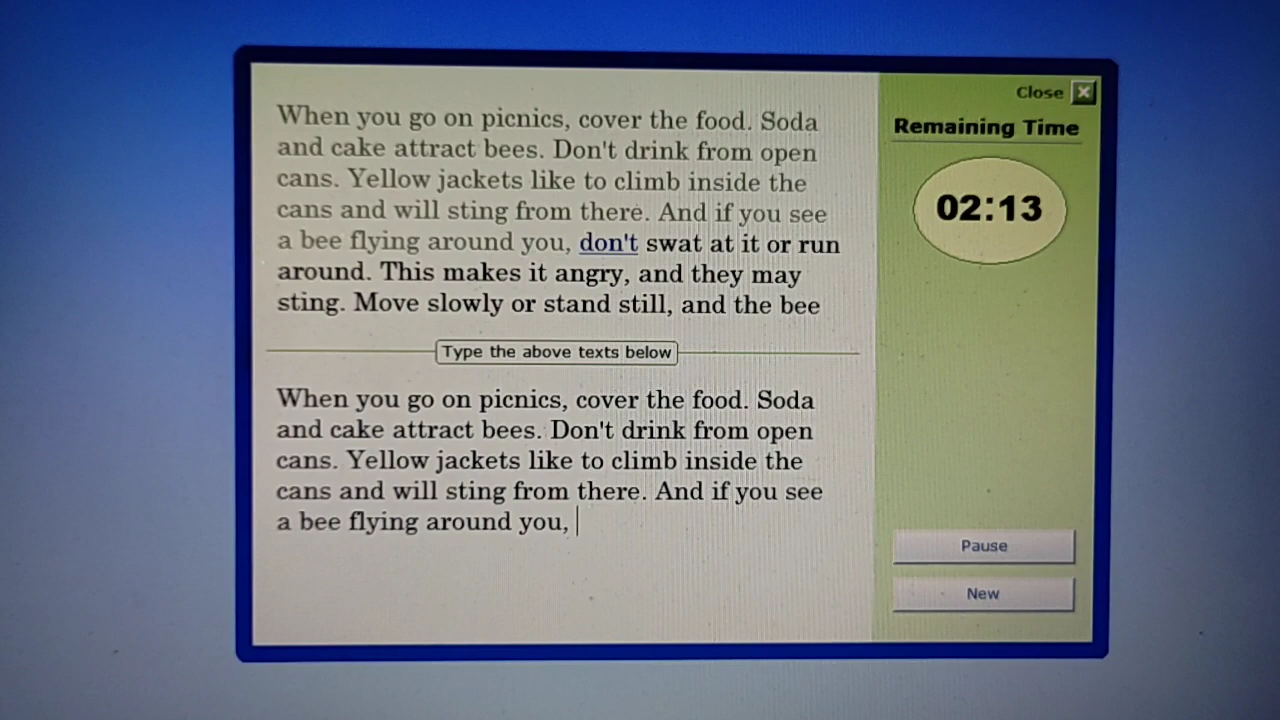 When you go on picnics, cover the food. Soda
and cake attract bees. Don't drink from open
cans. Yellow jackets like to climb inside the
cans and will sting from there. And if you see
a bee flying around you, don't swat at it or run
around. This makes it angry, and they may
sting. Move slowly or stand still, and the bee
Type the above texts below
When you go on picnics, cover the food. Soda
and cake attract bees. Don't drink from open
cans. Yellow jackets like to climb inside the
cans and will sting from there. And if you see
a bee flying around you,
Close
Remaining Time
02:13
Pause
New